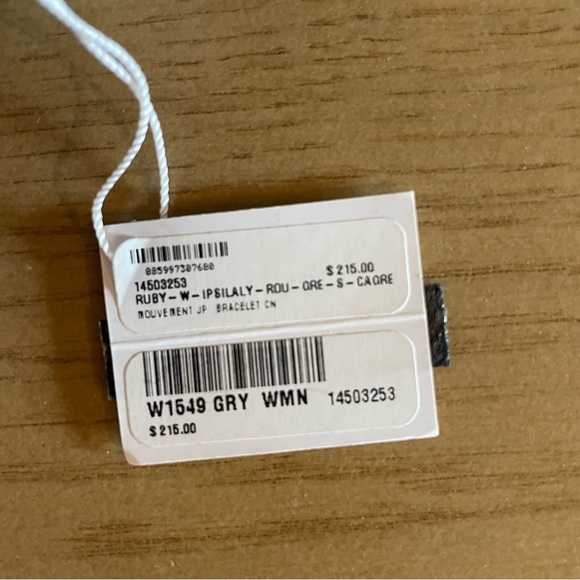 885997307680
14503253 $215.00
RUBY-W-IPSILALY-ROU-GRE-S-CAGRE
MOUVEMENT JP BRACELET CN
W1549 GRY WMN 14503253
$215.00